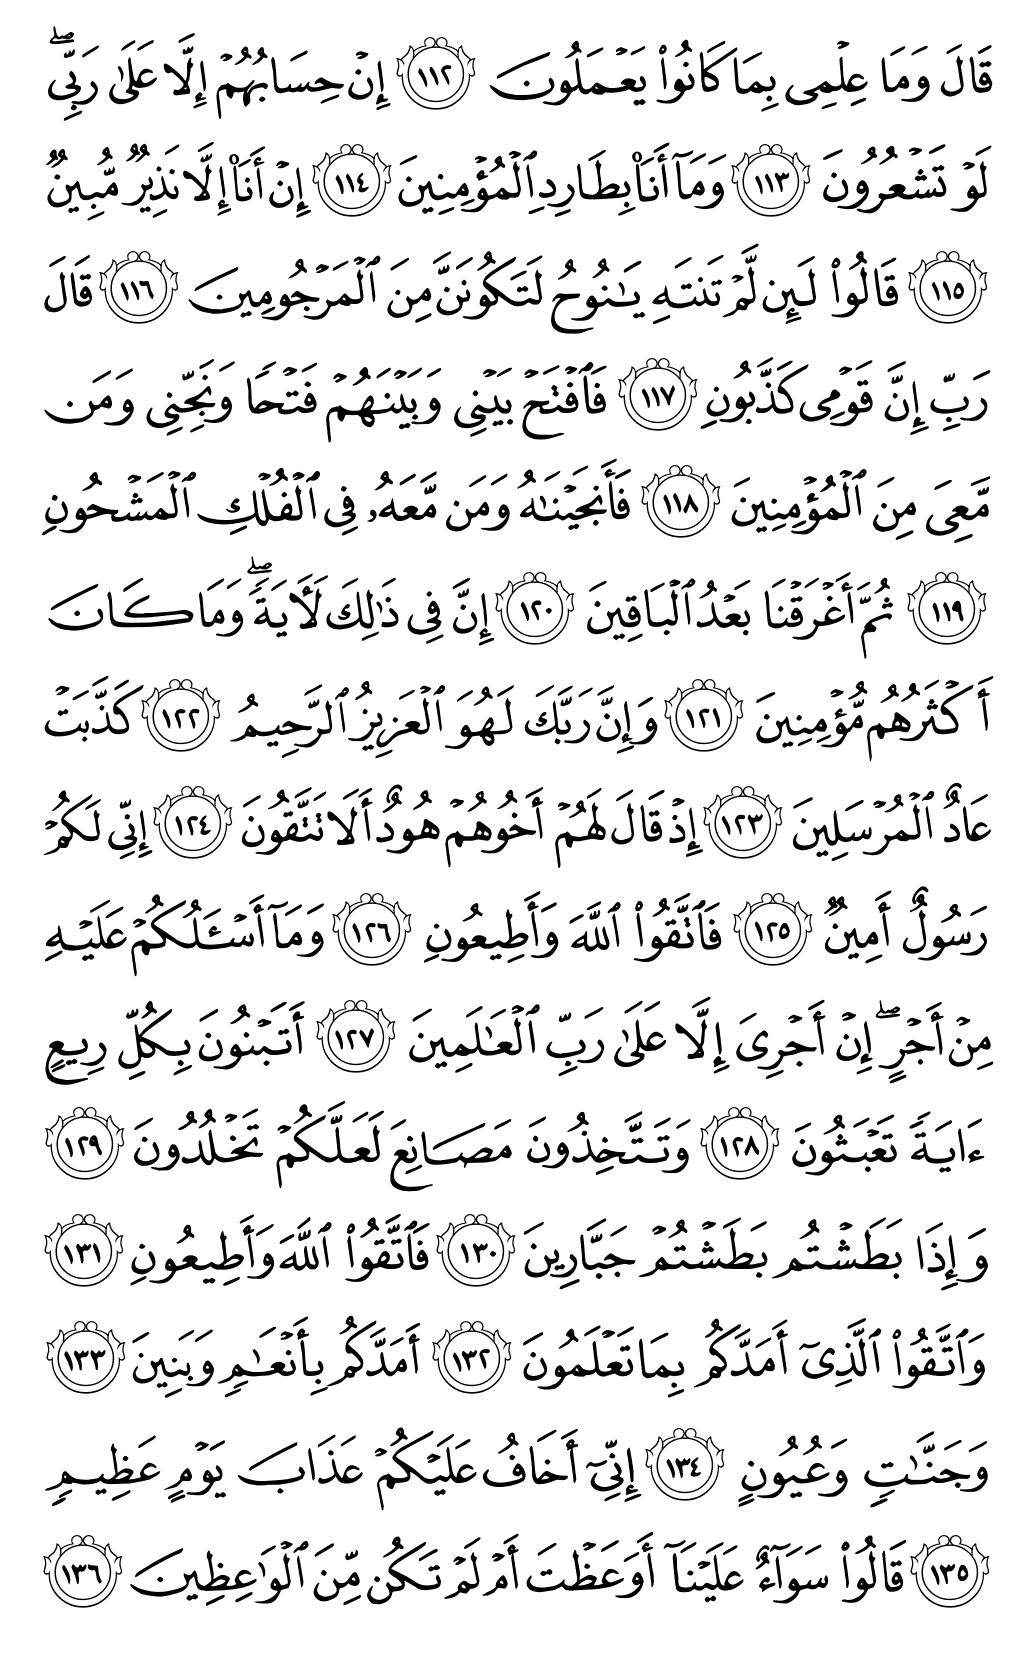 قَالَ وَمَا عِلْمِى بِمَا كَانُوا۟ يَعْمَلُونَ ١١٢ إِنْ حِسَابُهُمْ إِلَّا عَلَىٰ رَبِّى ۖ
لَوْ تَشْعُرُونَ ١١٣ وَمَآ أَنَا۠ بِطَارِدِ ٱلْمُؤْمِنِينَ ١١٤ إِنْ أَنَا۠ إِلَّا نَذِيرٌ مُّبِينٌ
١١٥ قَالُوا۟ لَئِن لَّمْ تَنتَهِ يَـٰنُوحُ لَتَكُونَنَّ مِنَ ٱلْمَرْجُومِينَ ١١٦ قَالَ
رَبِّ إِنَّ قَوْمِى كَذَّبُونِ ١١٧ فَٱفْتَحْ بَيْنِى وَبَيْنَهُمْ فَتْحًا وَنَجِّنِى وَمَن
مَّعِىَ مِنَ ٱلْمُؤْمِنِينَ ١١٨ فَأَنجَيْنَـٰهُ وَمَن مَّعَهُۥ فِى ٱلْفُلْكِ ٱلْمَشْحُونِ
١١٩ ثُمَّ أَغْرَقْنَا بَعْدُ ٱلْبَاقِينَ ١٢٠ إِنَّ فِى ذَٰلِكَ لَـَٔايَةً ۖ وَمَا كَانَ
أَكْثَرُهُم مُّؤْمِنِينَ ١٢١ وَإِنَّ رَبَّكَ لَهُوَ ٱلْعَزِيزُ ٱلرَّحِيمُ ١٢٢ كَذَّبَتْ
عَادٌ ٱلْمُرْسَلِينَ ١٢٣ إِذْ قَالَ لَهُمْ أَخُوهُمْ هُودٌ أَلَا تَتَّقُونَ ١٢٤ إِنِّى لَكُمْ
رَسُولٌ أَمِينٌ ١٢٥ فَٱتَّقُوا۟ ٱللَّهَ وَأَطِيعُونِ ١٢٦ وَمَآ أَسْـَٔلُكُمْ عَلَيْهِ
مِنْ أَجْرٍ ۖ إِنْ أَجْرِىَ إِلَّا عَلَىٰ رَبِّ ٱلْعَـٰلَمِينَ ١٢٧ أَتَبْنُونَ بِكُلِّ رِيعٍ
ءَايَةً تَعْبَثُونَ ١٢٨ وَتَتَّخِذُونَ مَصَانِعَ لَعَلَّكُمْ تَخْلُدُونَ ١٢٩
وَإِذَا بَطَشْتُم بَطَشْتُمْ جَبَّارِينَ ١٣٠ فَٱتَّقُوا۟ ٱللَّهَ وَأَطِيعُونِ ١٣١
وَٱتَّقُوا۟ ٱلَّذِىٓ أَمَدَّكُم بِمَا تَعْلَمُونَ ١٣٢ أَمَدَّكُم بِأَنْعَـٰمٍ وَبَنِينَ ١٣٣
وَجَنَّـٰتٍ وَعُيُونٍ ١٣٤ إِنِّىٓ أَخَافُ عَلَيْكُمْ عَذَابَ يَوْمٍ عَظِيمٍ
١٣٥ قَالُوا۟ سَوَآءٌ عَلَيْنَآ أَوَعَظْتَ أَمْ لَمْ تَكُن مِّنَ ٱلْوَٰعِظِينَ ١٣٦